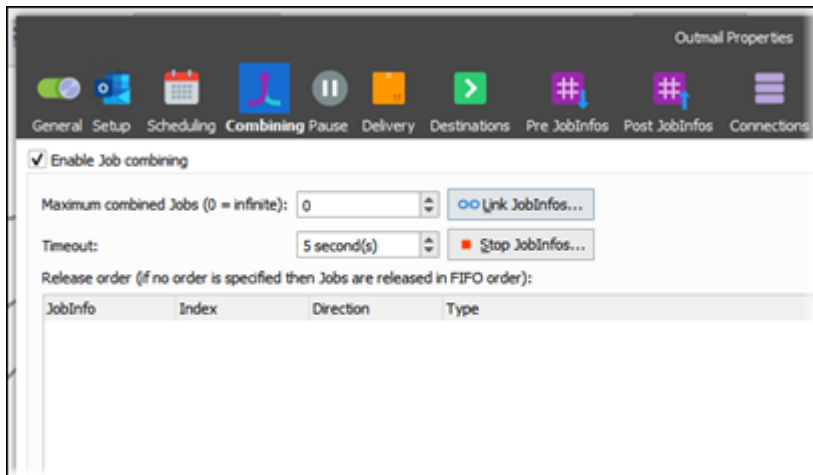 Outmail Properties
General Setup Scheduling Combining Pause Delivery Destinations Pre JobInfos Post JobInfos Connections
Enable Job combining
Maximum combined Jobs (0 = infinite): 0 Link JobInfos...
Timeout: 5 second(s) Stop JobInfos...
Release order (if no order is specified then Jobs are released in FIFO order):
JobInfo Index Direction Type